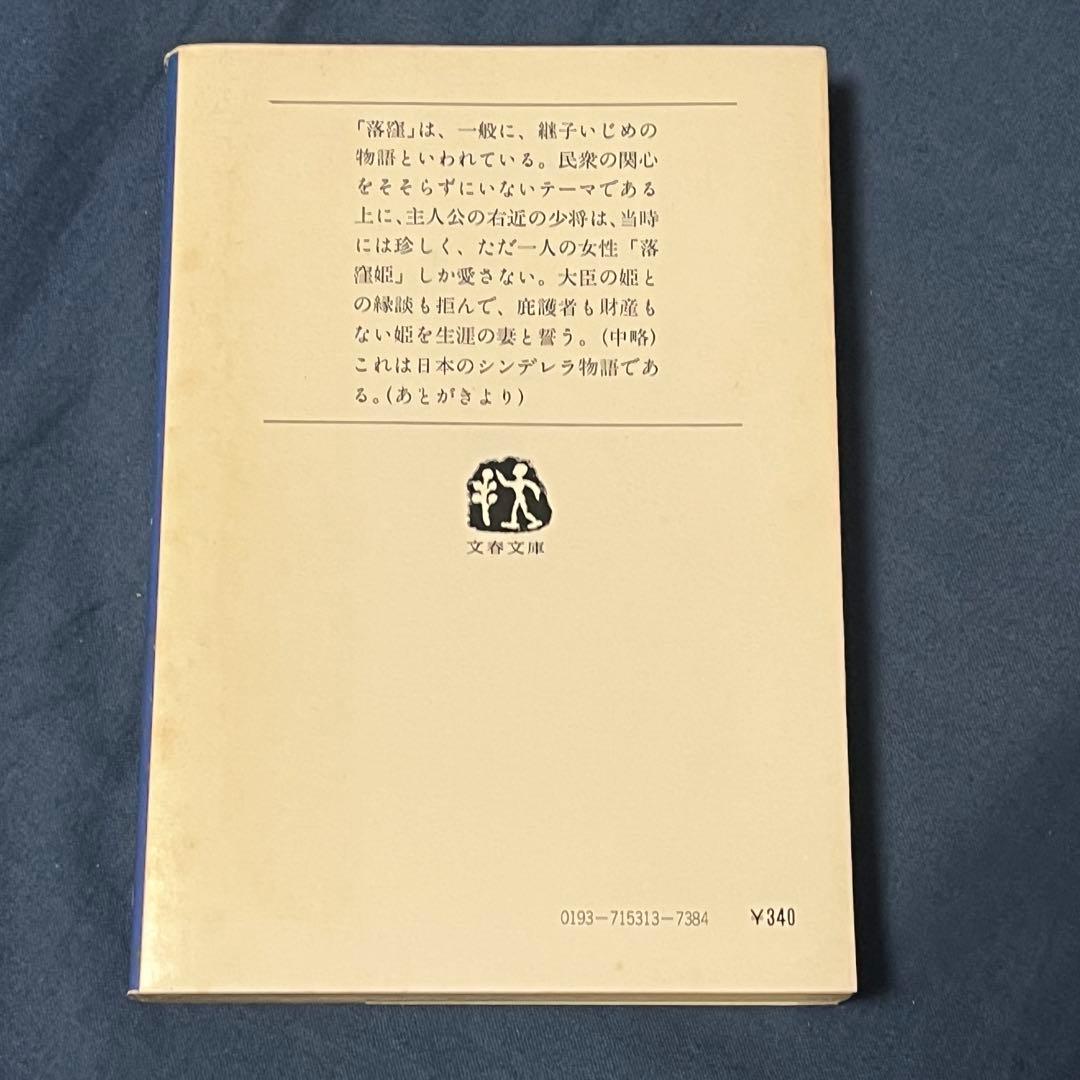 「落窪」は、一般に、継子いじめの
物語といわれている。民衆の関心
をそそらずにいないテーマである
上に、主人公の右近の少将は、当時
には珍しく、ただ一人の女性「落
窪姫」しか愛さない。大臣の姫と
の縁談も拒んで、庇護者も財産も
ない姫を生涯の妻と誓う。(中略)
これは日本のシンデレラ物語であ
る。(あとがきより)
文春文庫
0193-715313-7384 ¥340